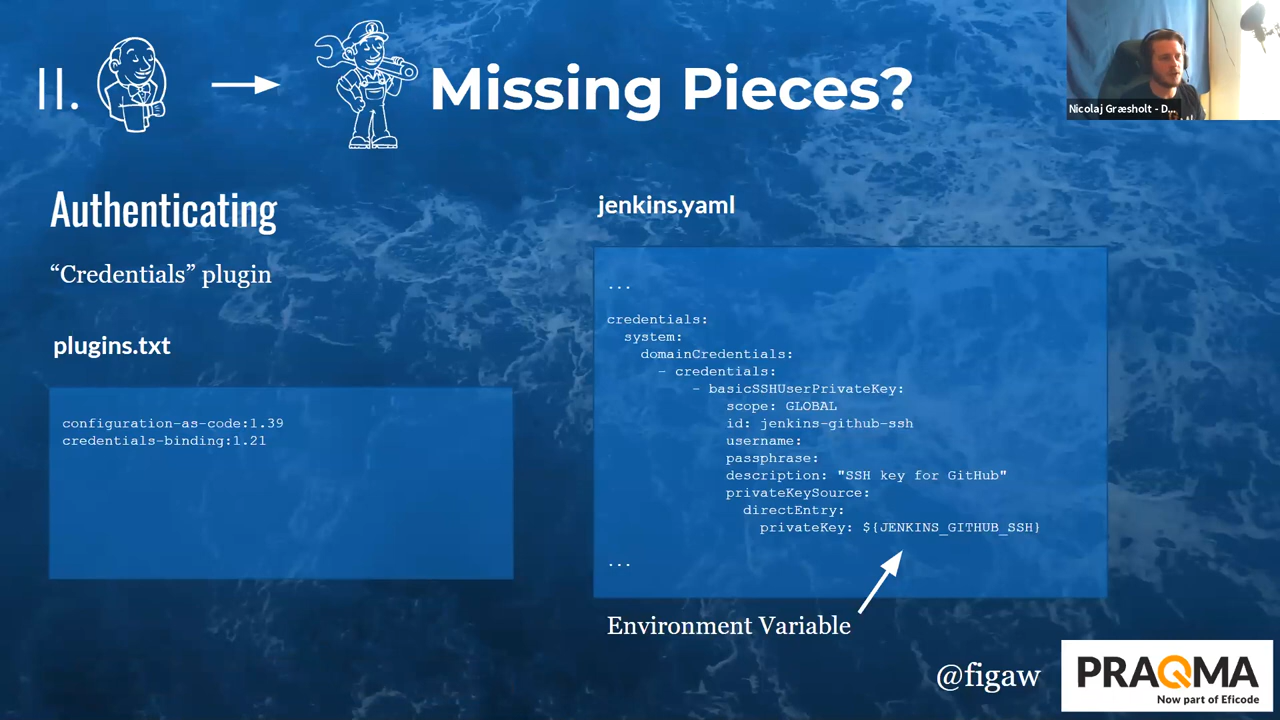 II. Missing Pieces?
Nicolaj Græsholt - D...
Authenticating
“Credentials” plugin
plugins.txt
configuration-as-code:1.39
credentials-binding:1.21
jenkins.yaml
...
credentials:
system:
domainCredentials:
- credentials:
- basicSSHUserPrivateKey:
scope: GLOBAL
id: jenkins-github-ssh
username:
passphrase:
description: "SSH key for GitHub"
privateKeySource:
directEntry:
privateKey: ${JENKINS_GITHUB_SSH}
...
Environment Variable
@figaw
PRAQMA
Now part of Eficode